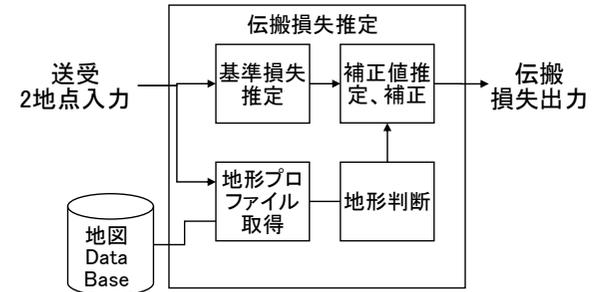 伝搬損失推定
送受
2地点入力
基準損失
推定
補正値推
定、補正
伝搬
損失出力
地形プロ
ファイル
取得
地形判断
地図
Data
Base